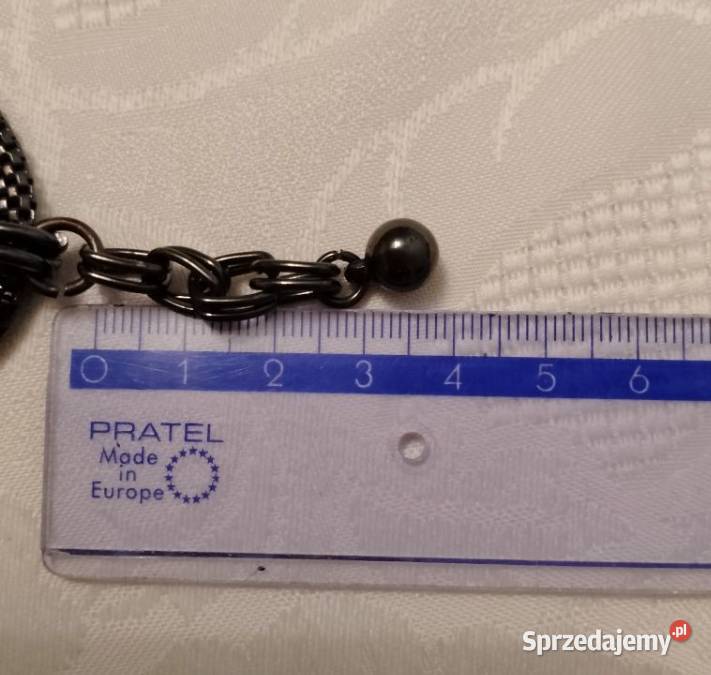 0 1 2 3 4 5 6
PRATEL
Made
in
Europe
Sprzedajemy.pl